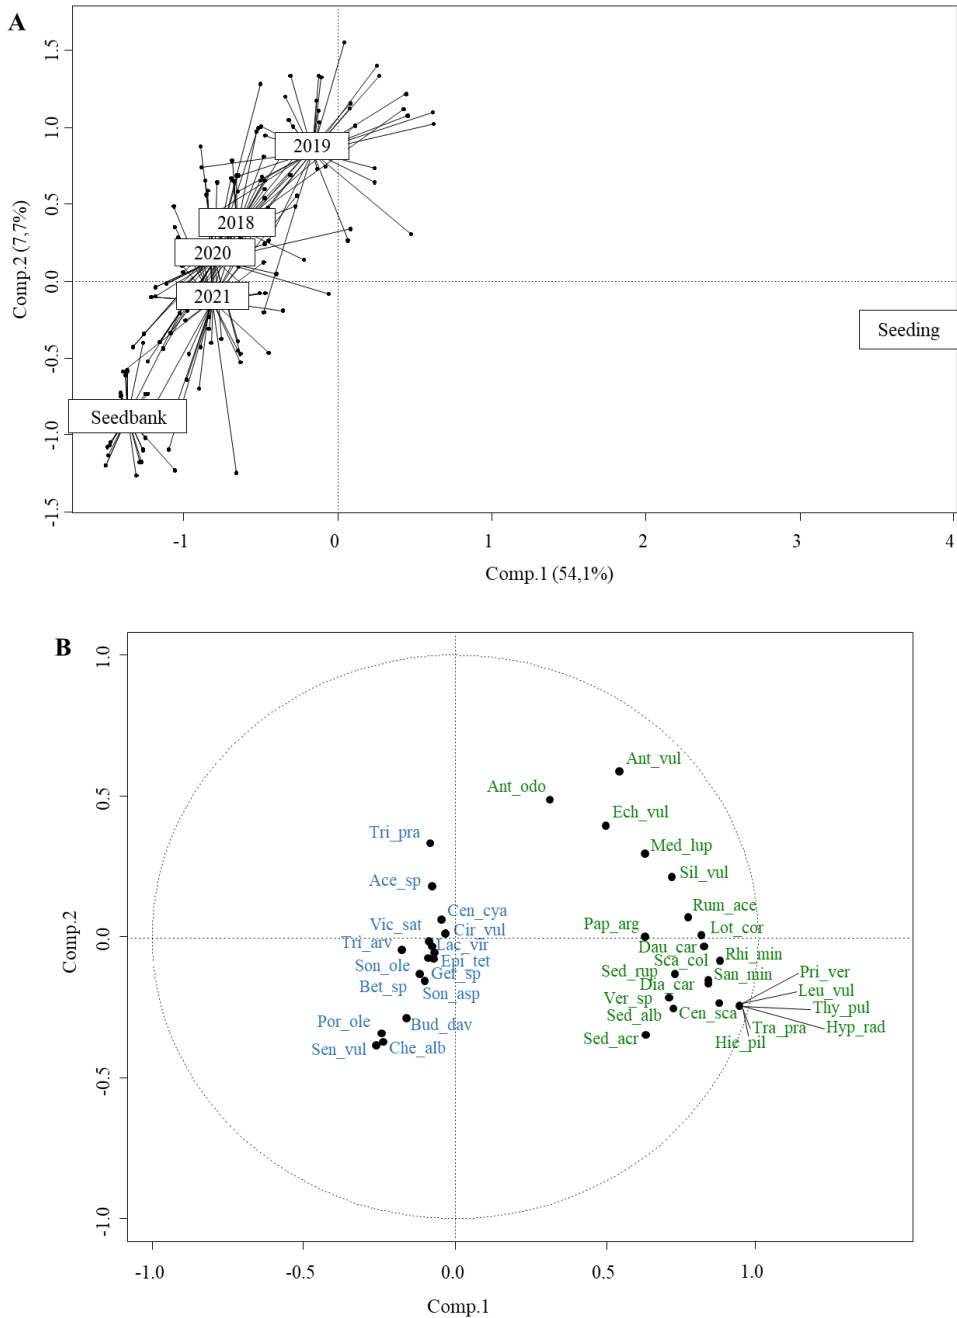 A
1.5
1.0
0.5
0.0
-0.5
-1.0
-1.5
Comp.2 (7,7%)
2019
2018
2020
2021
Seeding
Seedbank
-1
0
1
2
3
4
Comp.1 (54,1%)
B
1.0
0.5
0.0
-0.5
-1.0
Comp.2
Ant_vul
Ant_odo
Ech_vul
Tri_pra
Med_lup
Ace_sp
Sil_vul
Cen_cya
Rum_ace
Vic_sat
Cir_vul
Pap_arg
Lot_cor
Tri_arv
Lac_vir
Dau_car
Rhi_min
Son_ole
Epi_tet
Sca_col
Gel_sp
Sed_rup
San_min
Pri_ver
Bet_sp
Son_asp
Dia_car
Leu_vul
Ver_sp
Thy_pul
Sed_alb
Cen_sca
Por_ole
Bud_dav
Tra_pra
Hyp_rad
Sen_vul
Che_alb
Sed_acr
Hie_pil
-1.0
-0.5
0.0
0.5
1.0
Comp.1